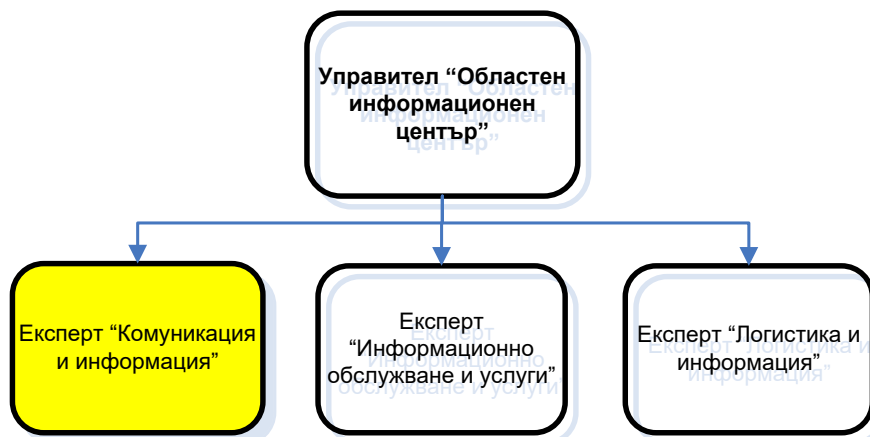 Управител “Областен
информационен
център”
Експерт “Комуникация
и информация”
Експерт
“Информационно
обслужване и услуги”
Експерт “Логистика и
информация”